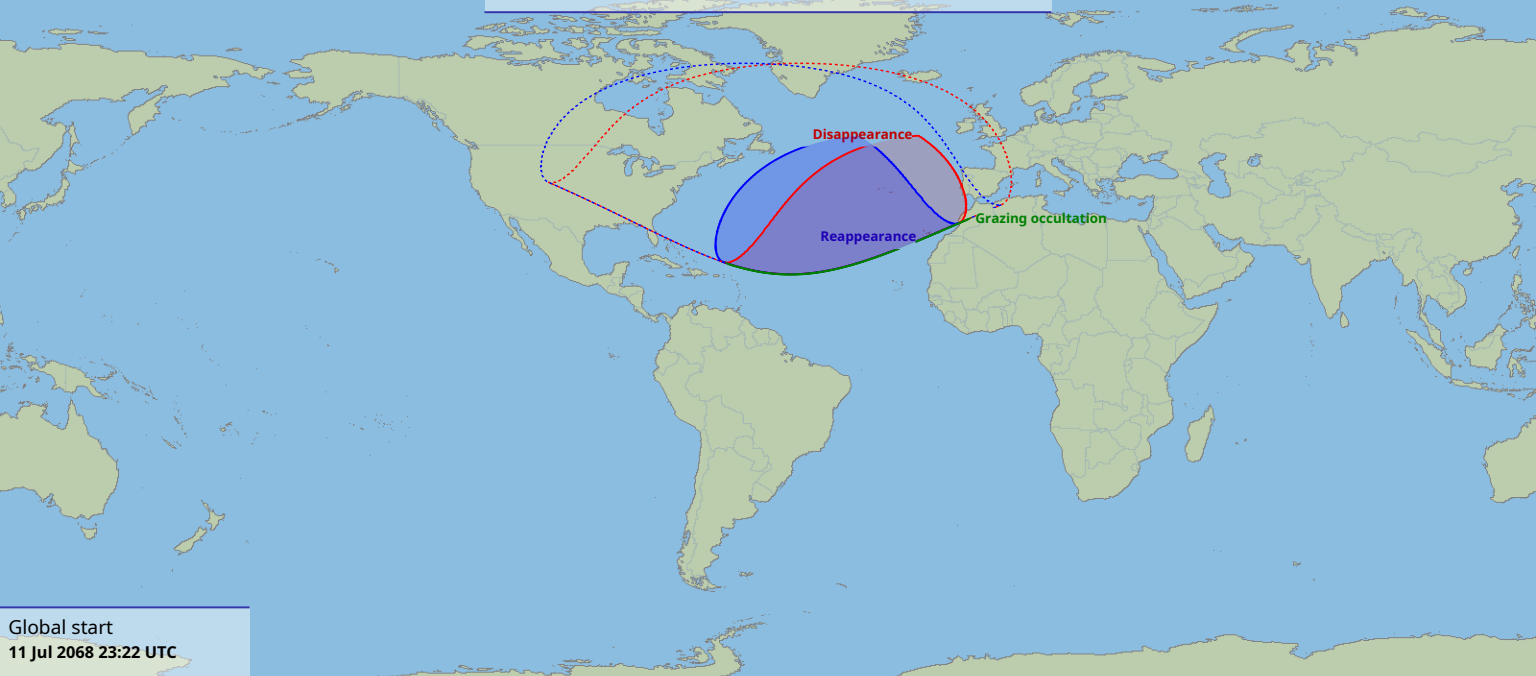 Disappearance
Grazing occultation
Reappearance
Global start
11 Jul 2068 23:22 UTC